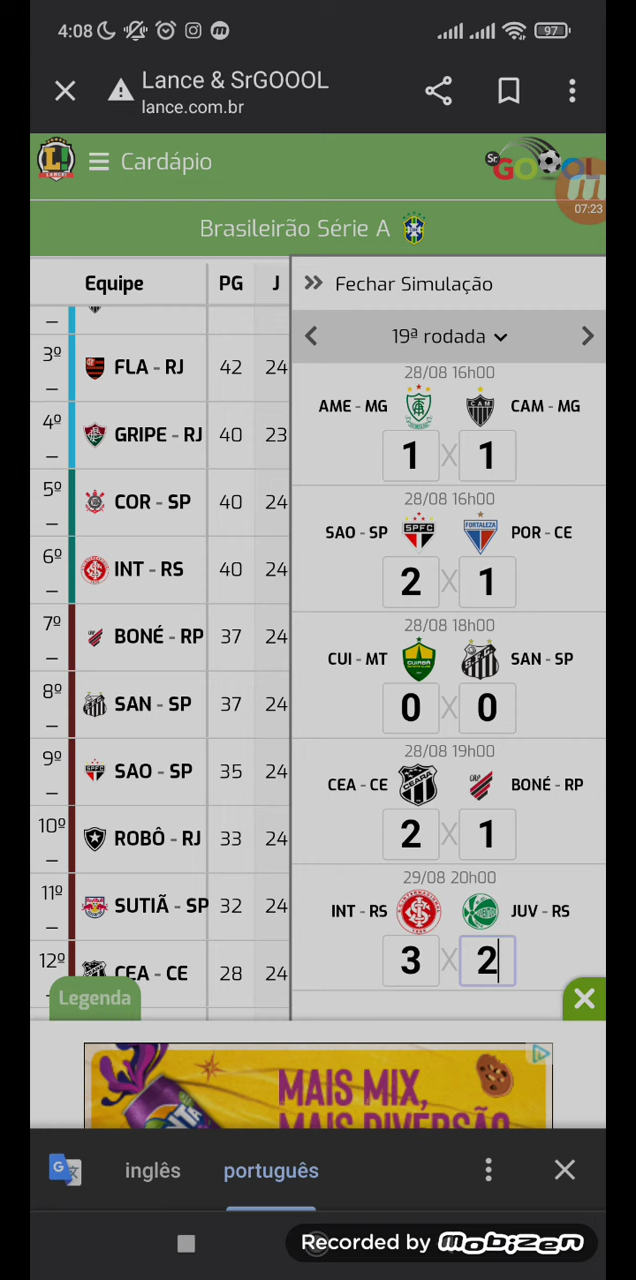 4:08
97
Lance & SrGOOOL
lance.com.br
Cardápio
07:23
Brasileirão Série A
Equipe PG J
Fechar Simulação
19ª rodada
3º FLA - RJ 42 24
4º GRIPE - RJ 40 23
5º COR - SP 40 24
6º INT - RS 40 24
7º BONÉ - RP 37 24
8º SAN - SP 37 24
9º SAO - SP 35 24
10º ROBÔ - RJ 33 24
11º SUTIÃ - SP 32 24
12º CEA - CE 28 24
28/08 16h00
AME - MG CAM - MG
1 X 1
28/08 16h00
SAO - SP POR - CE
2 X 1
28/08 18h00
CUI - MT SAN - SP
0 X 0
28/08 19h00
CEA - CE BONÉ - RP
2 X 1
29/08 20h00
INT - RS JUV - RS
3 X 2
Legenda
MAIS MIX,
MAIS DIVERSÃO
inglês português
Recorded by mobizen